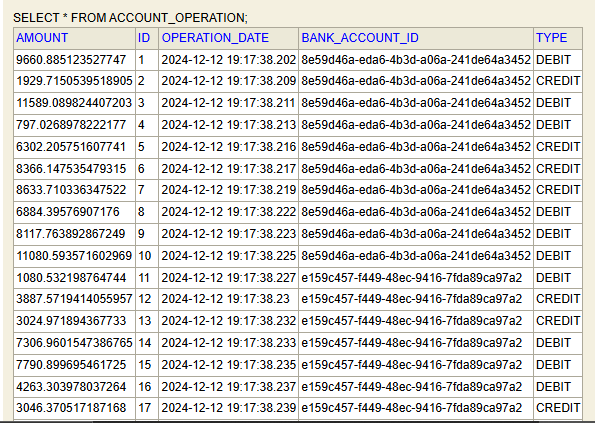 SELECT * FROM ACCOUNT_OPERATION;
AMOUNT ID OPERATION_DATE BANK_ACCOUNT_ID TYPE
9660.885123527747 1 2024-12-12 19:17:38.202 8e59d46a-eda6-4b3d-a06a-241de64a3452 DEBIT
1929.7150539518905 2 2024-12-12 19:17:38.209 8e59d46a-eda6-4b3d-a06a-241de64a3452 CREDIT
11589.089824407203 3 2024-12-12 19:17:38.211 8e59d46a-eda6-4b3d-a06a-241de64a3452 DEBIT
797.0268978222177 4 2024-12-12 19:17:38.213 8e59d46a-eda6-4b3d-a06a-241de64a3452 DEBIT
6302.205751607741 5 2024-12-12 19:17:38.216 8e59d46a-eda6-4b3d-a06a-241de64a3452 CREDIT
8366.147535479315 6 2024-12-12 19:17:38.217 8e59d46a-eda6-4b3d-a06a-241de64a3452 CREDIT
8633.710336347522 7 2024-12-12 19:17:38.219 8e59d46a-eda6-4b3d-a06a-241de64a3452 CREDIT
6884.39576907176 8 2024-12-12 19:17:38.222 8e59d46a-eda6-4b3d-a06a-241de64a3452 DEBIT
8117.763892867249 9 2024-12-12 19:17:38.223 8e59d46a-eda6-4b3d-a06a-241de64a3452 DEBIT
11080.593571602969 10 2024-12-12 19:17:38.225 8e59d46a-eda6-4b3d-a06a-241de64a3452 DEBIT
1080.532198764744 11 2024-12-12 19:17:38.227 e159c457-f449-48ec-9416-7fda89ca97a2 DEBIT
3887.5719414055957 12 2024-12-12 19:17:38.23 e159c457-f449-48ec-9416-7fda89ca97a2 CREDIT
3024.971894367733 13 2024-12-12 19:17:38.232 e159c457-f449-48ec-9416-7fda89ca97a2 CREDIT
7306.9601547386765 14 2024-12-12 19:17:38.233 e159c457-f449-48ec-9416-7fda89ca97a2 DEBIT
7790.899695461725 15 2024-12-12 19:17:38.235 e159c457-f449-48ec-9416-7fda89ca97a2 DEBIT
4263.303978037264 16 2024-12-12 19:17:38.237 e159c457-f449-48ec-9416-7fda89ca97a2 DEBIT
3046.370517187168 17 2024-12-12 19:17:38.239 e159c457-f449-48ec-9416-7fda89ca97a2 CREDIT